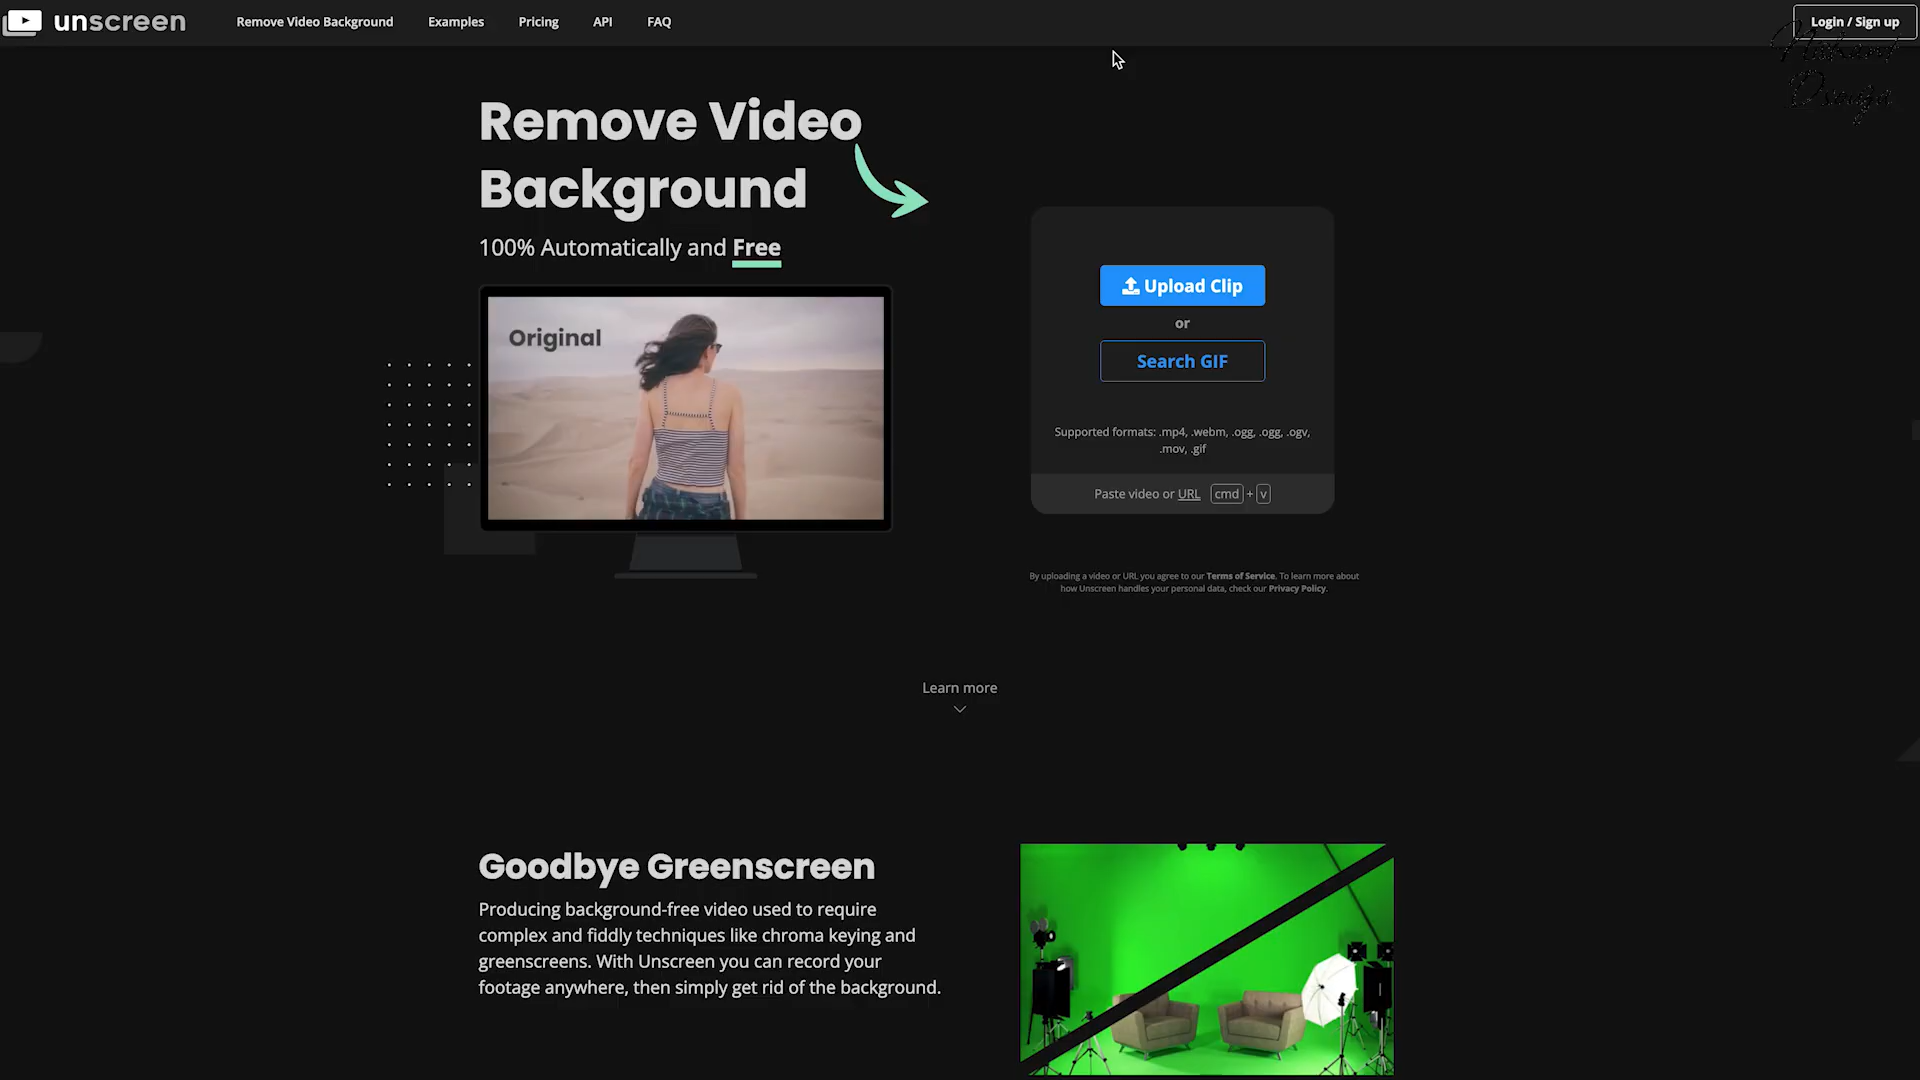 unscreen
Remove Video Background
Examples
Pricing
API
FAQ
Login / Sign up
Remove Video
Background
100% Automatically and Free
Original
Upload Clip
or
Search GIF
Supported formats: .mp4, .webm, .ogg, .ogg, .ogv,
.mov, .gif
Paste video or URL cmd + v
By uploading a video or URL you agree to our Terms of Service. To learn more about
how Unscreen handles your personal data, check our Privacy Policy.
Learn more
Goodbye Greenscreen
Producing background-free video used to require
complex and fiddly techniques like chroma keying and
greenscreens. With Unscreen you can record your
footage anywhere, then simply get rid of the background.